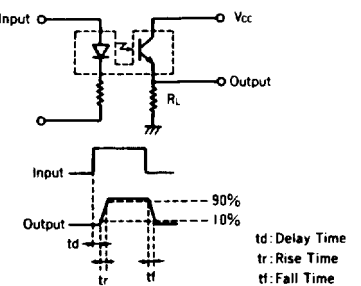 Input
Vcc
Output
RL
Input
90%
10%
Output
td
tr
tf
td: Delay Time
tr: Rise Time
tf: Fall Time